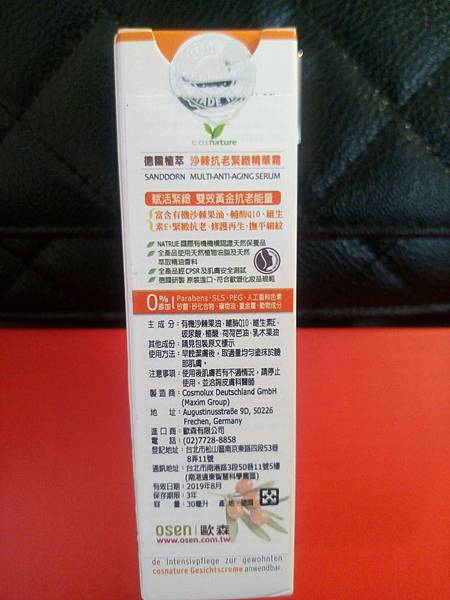 MADE
MADE
cosnature
德國植萃 沙棘抗老緊緻精華霜
SANDDORN MULTI-ANTI-AGING SERUM
賦活緊緻 雙效黃金抗老能量
富含有機沙棘果油、輔酶Q10、維生
素E、緊緻抗老、修護再生、撫平細紋
NATRUE國際有機機構認證天然保養品
全產品使用天然植物油脂及天然
萃取精油香料
全產品經CPSR及肌膚安全測試
德國研製 原裝進口、符合歐盟化妝品規範
0% 添加 Parabens、SLS、PEG、人工香料色素
矽靈、矽化合物、礦物油、重金屬、動物成分
主成分：有機沙棘果油、輔酶Q10、維生素E、
玻尿酸、植酸、荷荷芭油、乳木果油
其他成份：請見包裝原文標示
使用方法：早晚潔膚後，取適量均勻塗抹於臉
部肌膚。
注意事項：使用後肌膚若有不適情況，請停止
使用，並洽詢皮膚科醫師
製造商：Cosmolux Deutschland GmbH
(Maxim Group)
地址：Augustinusstraße 9D, 50226
Frechen, Germany
進口商：歐森有限公司
電話：(02)7728-8858
登記地址：台北市松山區南京東路四段53巷
8弄11號
通訊地址：台北市南港路3段50巷11號5樓
(南港通東智慧科學園區)
有效日期：2019年8月
保存期限：3年
容量：30毫升 產地：德國
osen 歐森
www.osen.com.tw
de Intensivpflege zur gewohnten
cosnature Gesichtscreme anwendbar.